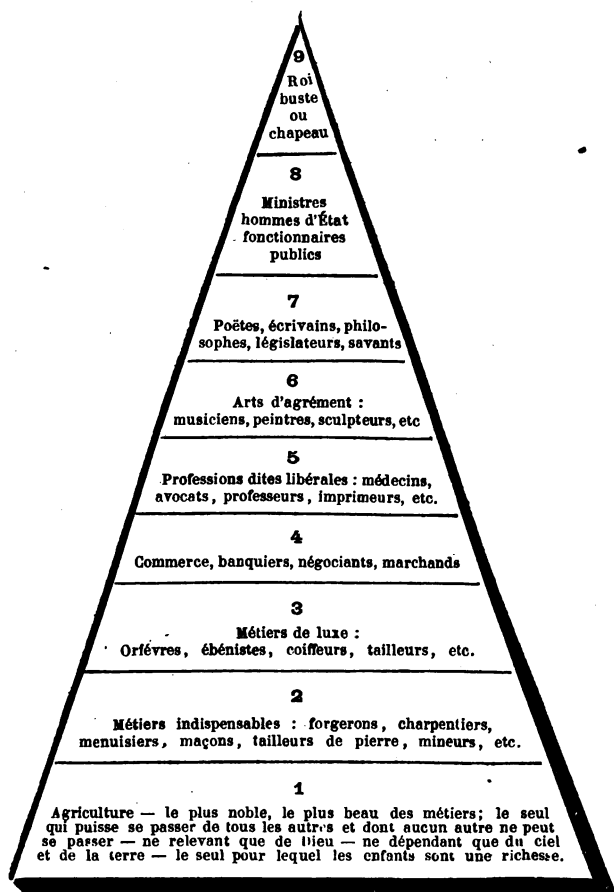 9
Roi
buste
ou
chapeau
8
Ministres
hommes d'État
fonctionnaires
publics
7
Poëtes, écrivains, philo-
sophes, législateurs, savants
6
Arts d'agrément :
musiciens, peintres, sculpteurs, etc
5
Professions dites libérales : médecins,
avocats, professeurs, imprimeurs, etc.
4
Commerce, banquiers, négociants, marchands
3
Métiers de luxe :
Orfévres, ébénistes, coiffeurs, tailleurs, etc.
2
Métiers indispensables : forgerons, charpentiers,
menuisiers, maçons, tailleurs de pierre, mineurs, etc.
1
Agriculture — le plus noble, le plus beau des métiers; le seul
qui puisse se passer de tous les autres et dont aucun autre ne peut
se passer — ne relevant que de Dieu — ne dépendant que du ciel
et de la terre — le seul pour lequel les enfants sont une richesse.